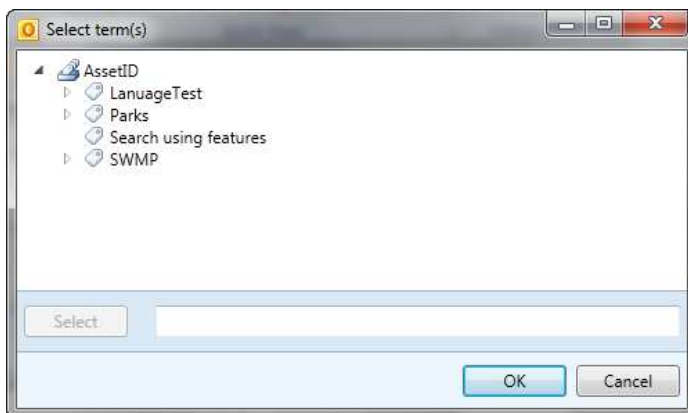 Select term(s)
AssetID
LanuageTest
Parks
Search using features
SWMP
Select
OK
Cancel